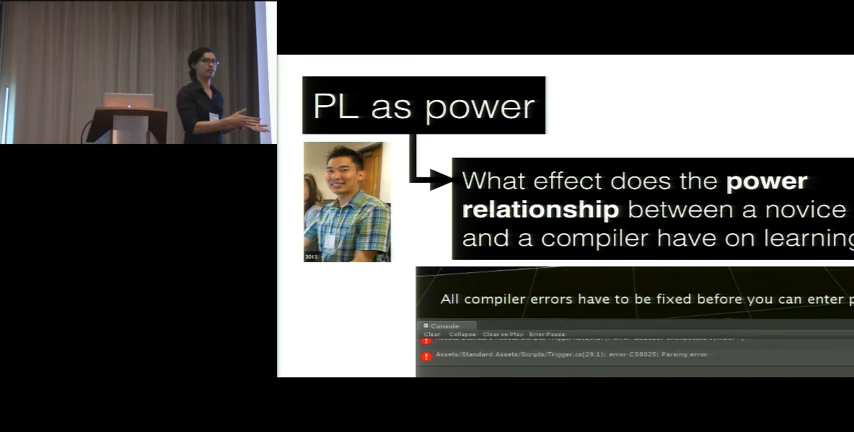 PL as power
What effect does the power
relationship between a novice
and a compiler have on learning
2013
All compiler errors have to be fixed before you can enter p
Console
Clear Collapse Clear on Play Error Pause
Assets/Standard Assets/Scripts/Trigger.cs(29,1): error CS8025: Parsing error